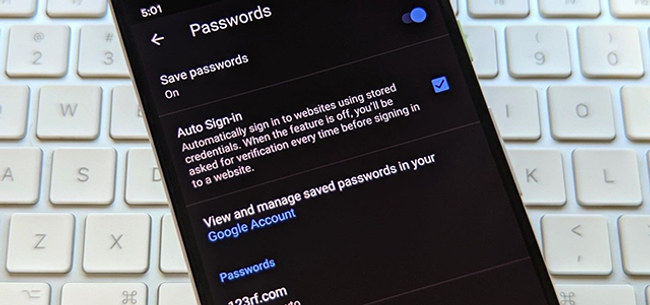 5:01
Passwords
Save passwords
On
Auto Sign-in
Automatically sign in to websites using stored
credentials. When the feature is off, you'll be
asked for verification every time before signing in
to a website.
View and manage saved passwords in your
Google Account
Passwords
123rf.com
@
2
W
A
S
Z
X
(
9
)
0
I
O
K
L
<
,
⌥
⌘